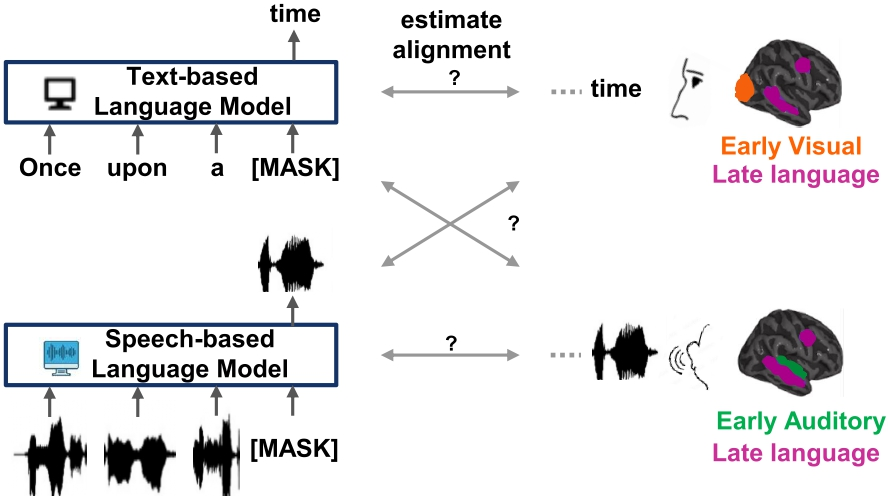 time
estimate
alignment
?
Text-based
Language Model
time
Once upon a [MASK]
Early Visual
Late language
?
Speech-based
Language Model
?
[MASK]
Early Auditory
Late language